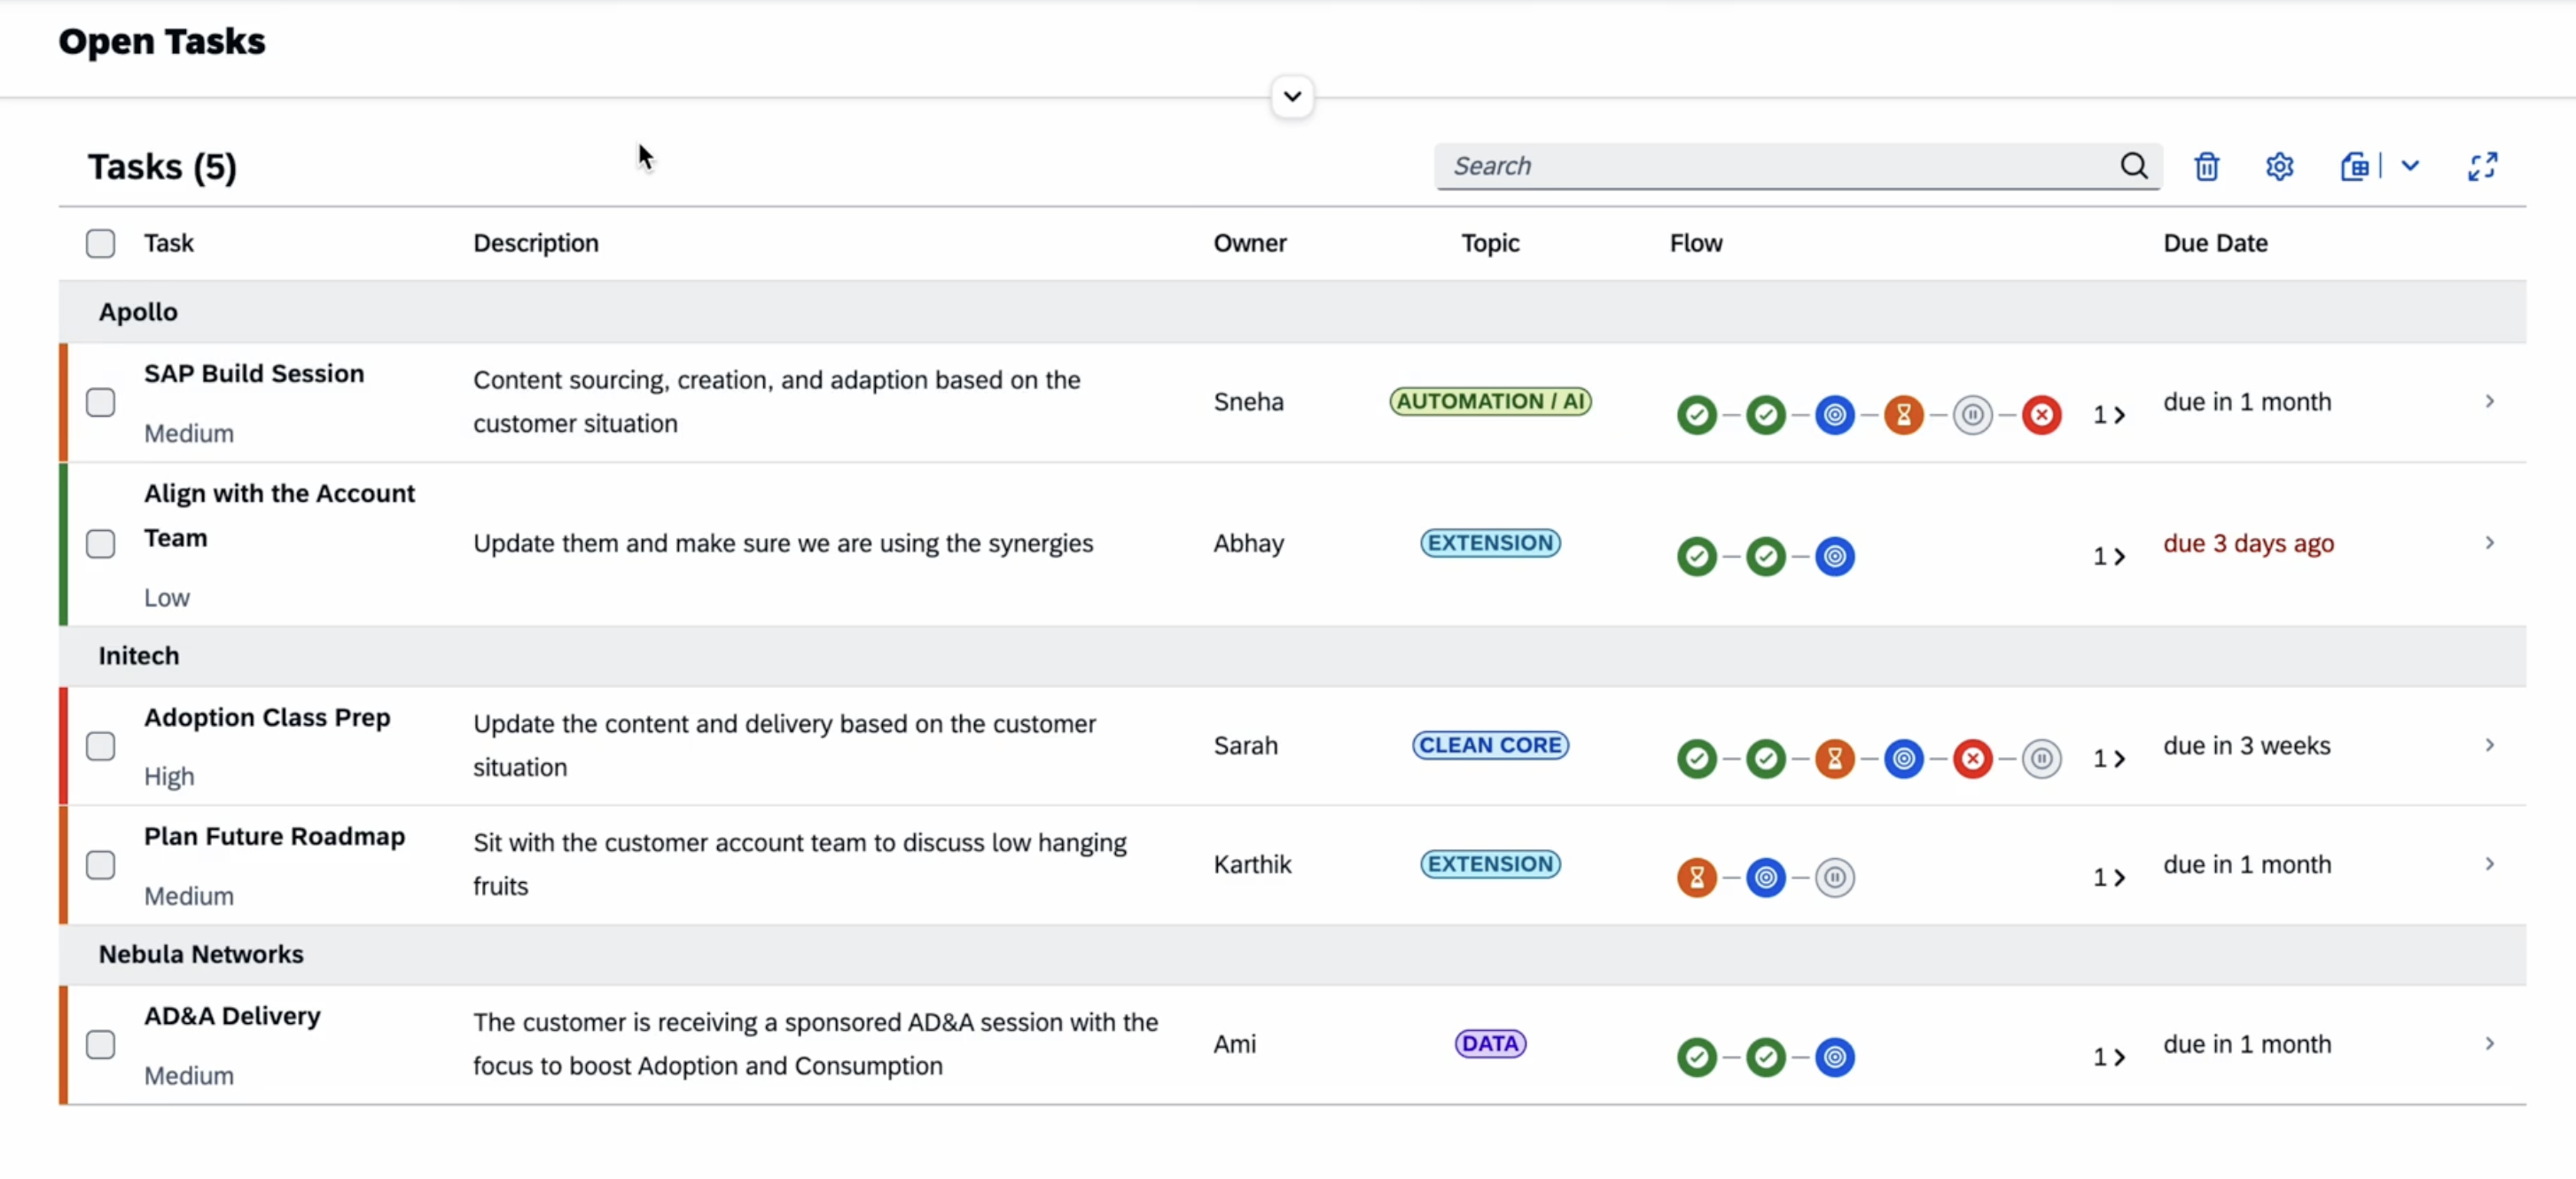 Open Tasks
Tasks (5)
Search
Task Description Owner Topic Flow Due Date
Apollo
SAP Build Session
Medium
Content sourcing, creation, and adaption based on the
customer situation
Sneha
AUTOMATION / AI
1
due in 1 month
Align with the Account
Team
Low
Update them and make sure we are using the synergies
Abhay
EXTENSION
1
due 3 days ago
Initech
Adoption Class Prep
High
Update the content and delivery based on the customer
situation
Sarah
CLEAN CORE
1
due in 3 weeks
Plan Future Roadmap
Medium
Sit with the customer account team to discuss low hanging
fruits
Karthik
EXTENSION
1
due in 1 month
Nebula Networks
AD&A Delivery
Medium
The customer is receiving a sponsored AD&A session with the
focus to boost Adoption and Consumption
Ami
DATA
1
due in 1 month